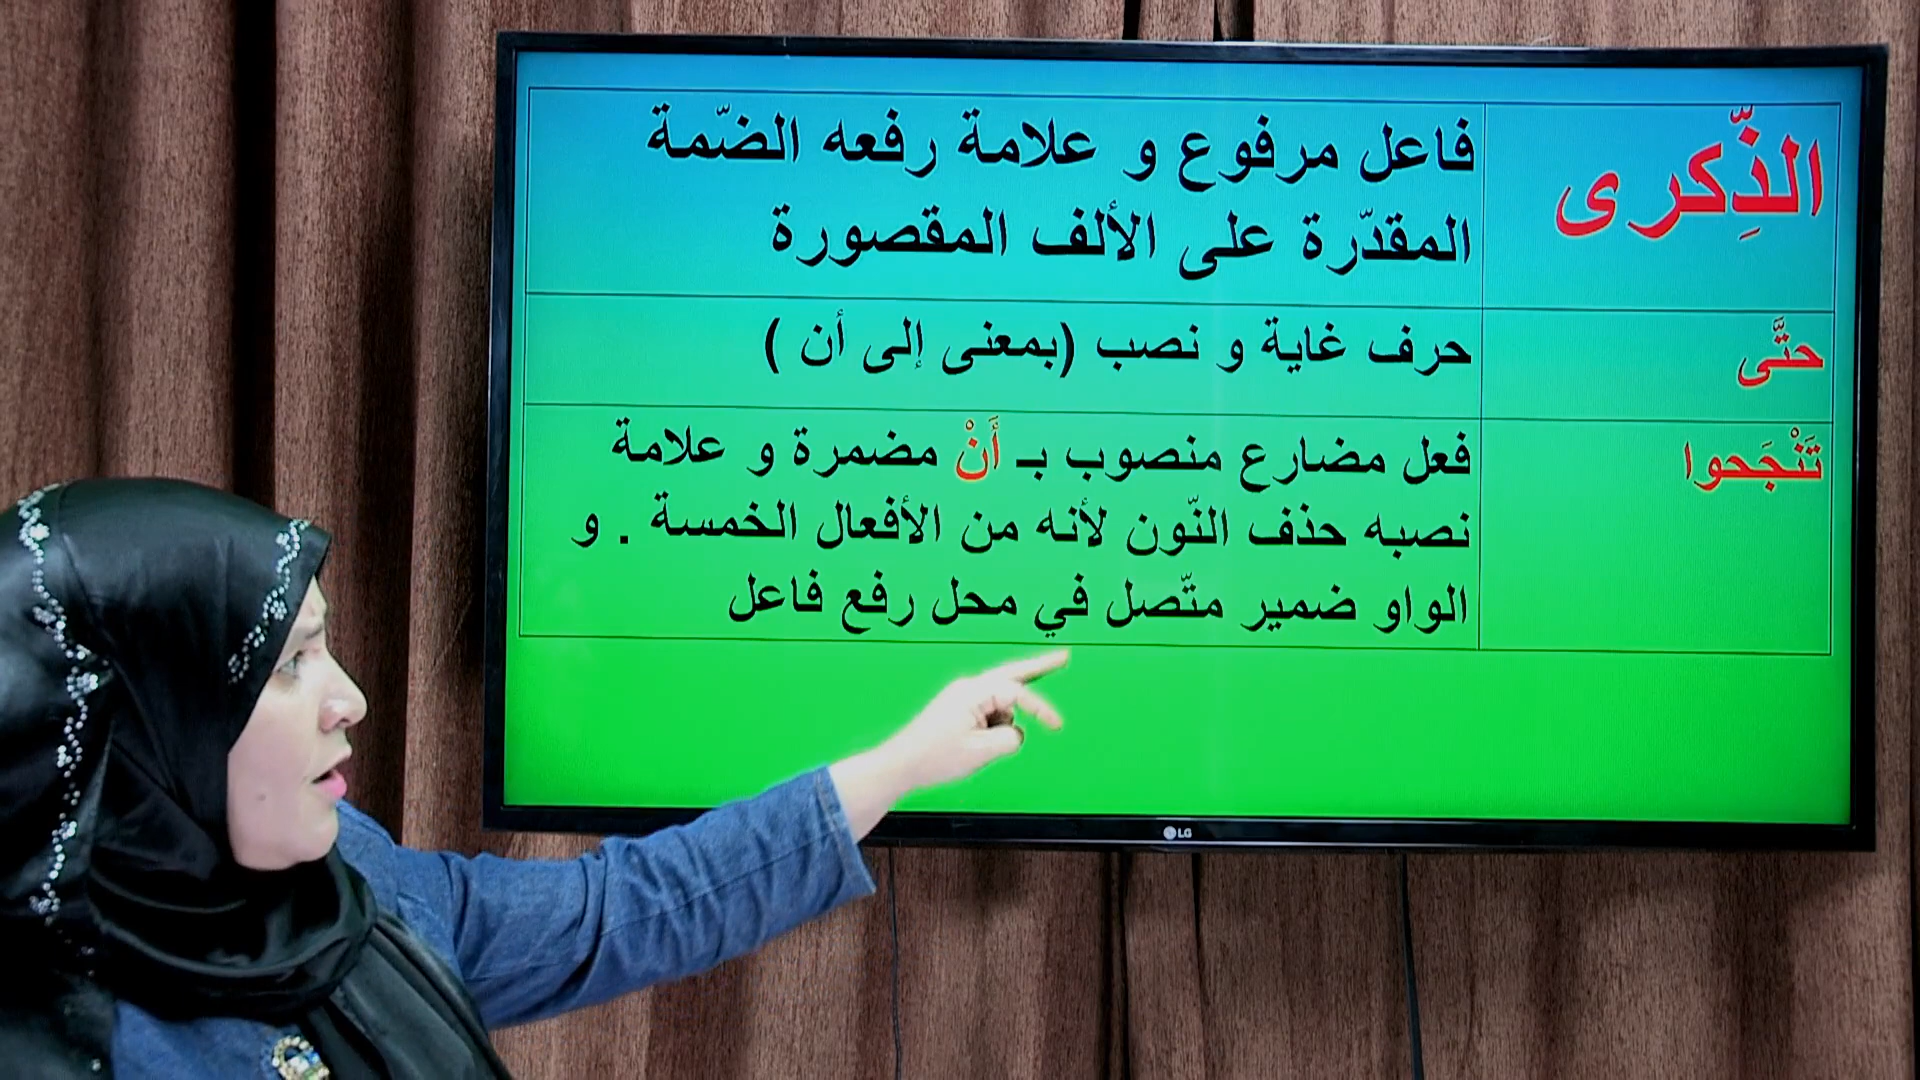 الذِّكرى
فاعل مرفوع و علامة رفعه الضّمة
المقدّرة على الألف المقصورة
حتَّى
حرف غاية و نصب (بمعنى إلى أن )
تَنْجَحوا
فعل مضارع منصوب بـ أَنْ مضمرة و علامة
نصبه حذف النّون لأنه من الأفعال الخمسة . و
الواو ضمير متّصل في محل رفع فاعل
LG